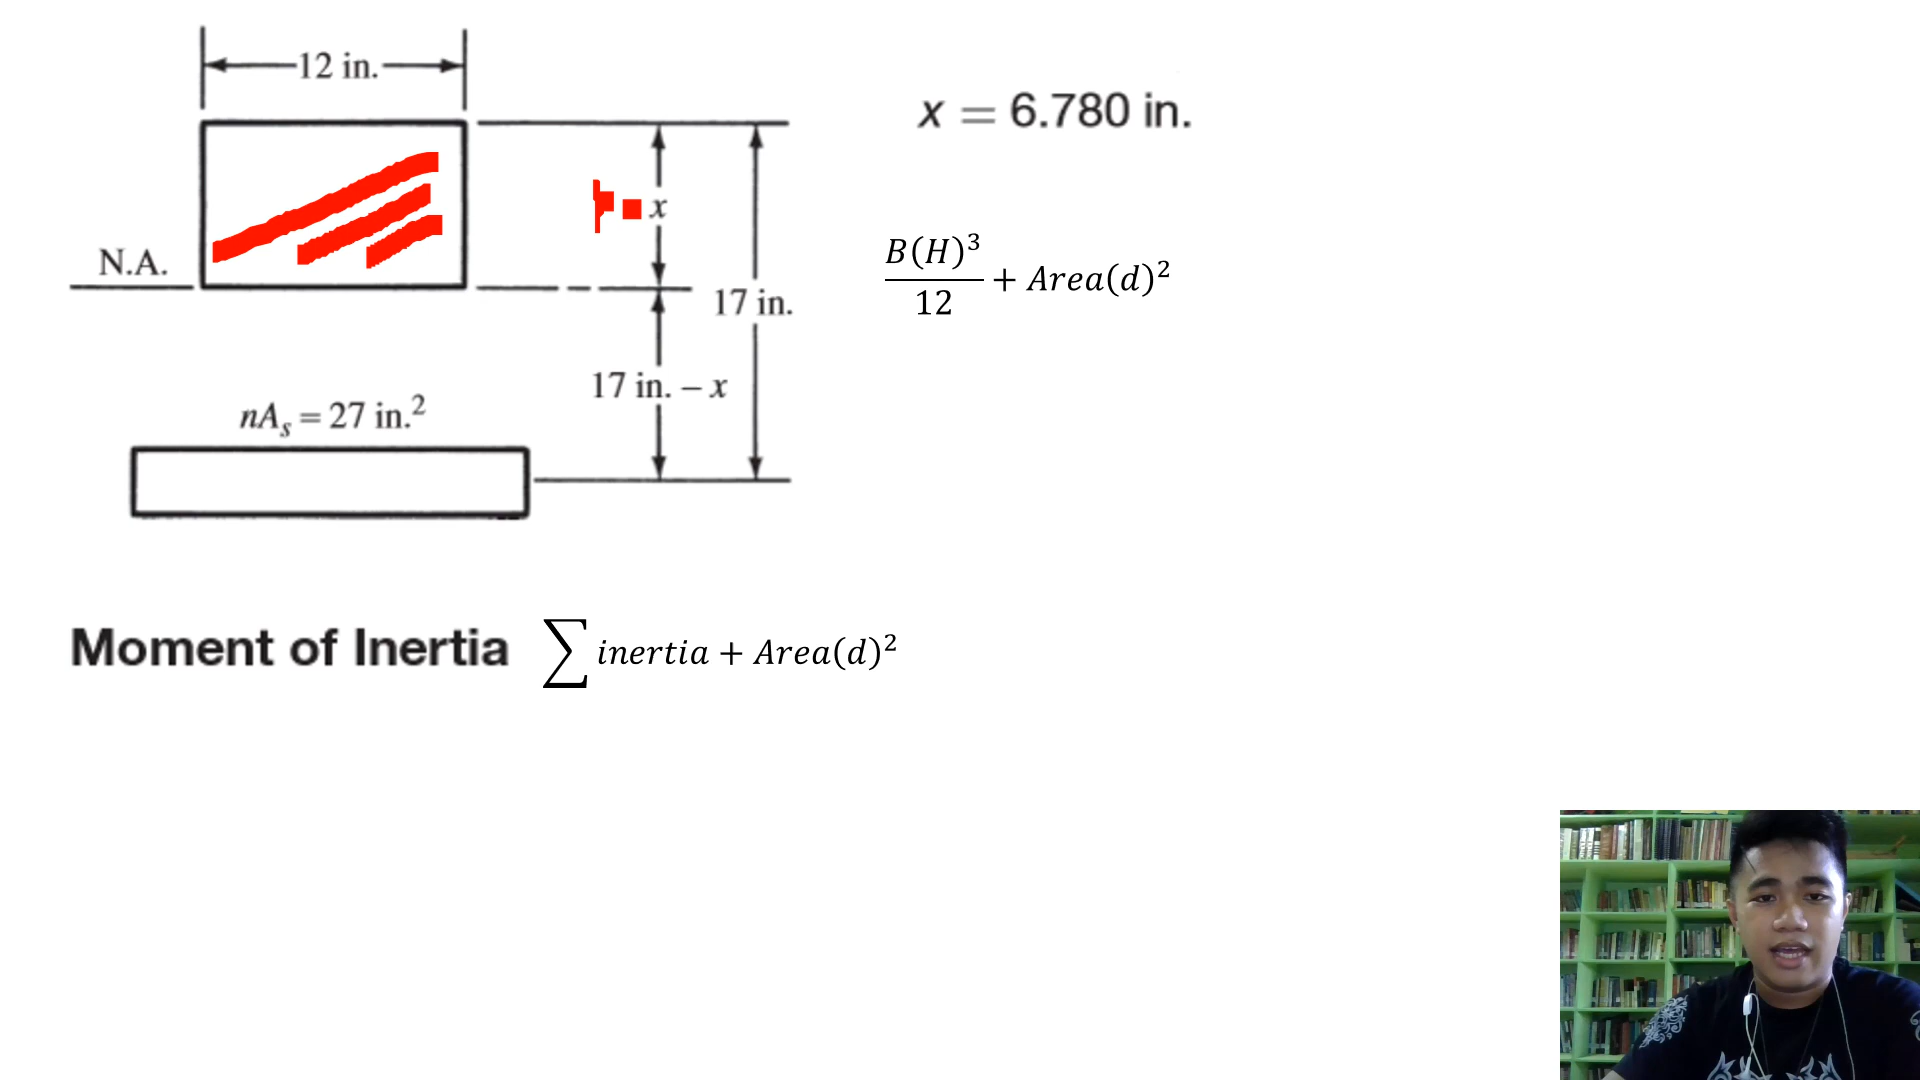 12 in.
x = 6.780 in.
x
N.A.
B(H)³/12 + Area(d)²
17 in.
17 in. – x
nAₛ = 27 in.²
Moment of Inertia ∑ inertia + Area(d)²